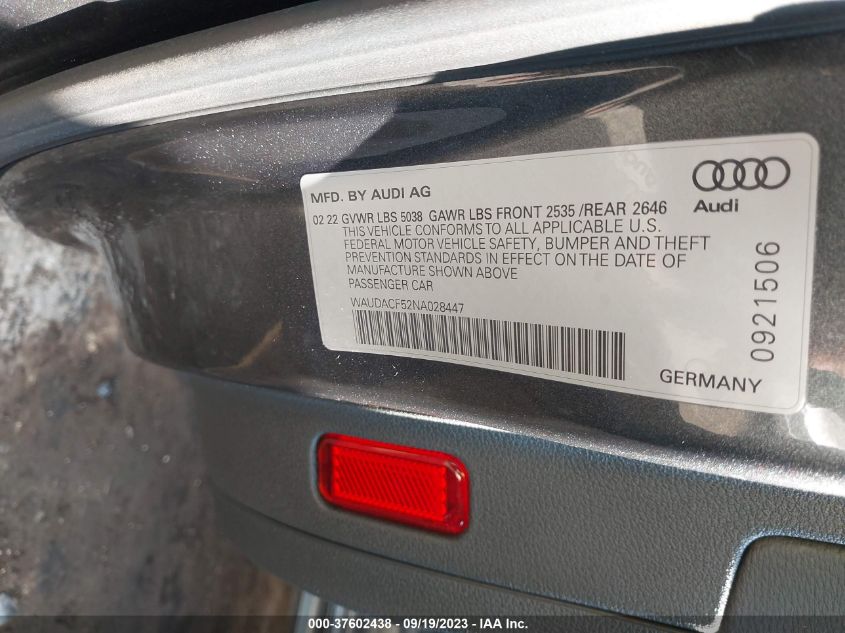 MFD. BY AUDI AG
Audi
02 22 GVWR LBS 5038 GAWR LBS FRONT 2535 /REAR 2646
THIS VEHICLE CONFORMS TO ALL APPLICABLE U.S.
FEDERAL MOTOR VEHICLE SAFETY, BUMPER AND THEFT
PREVENTION STANDARDS IN EFFECT ON THE DATE OF
MANUFACTURE SHOWN ABOVE
PASSENGER CAR
WAUDACF52NA028447
0921506
GERMANY
000-37602438 - 09/19/2023 - IAA Inc.